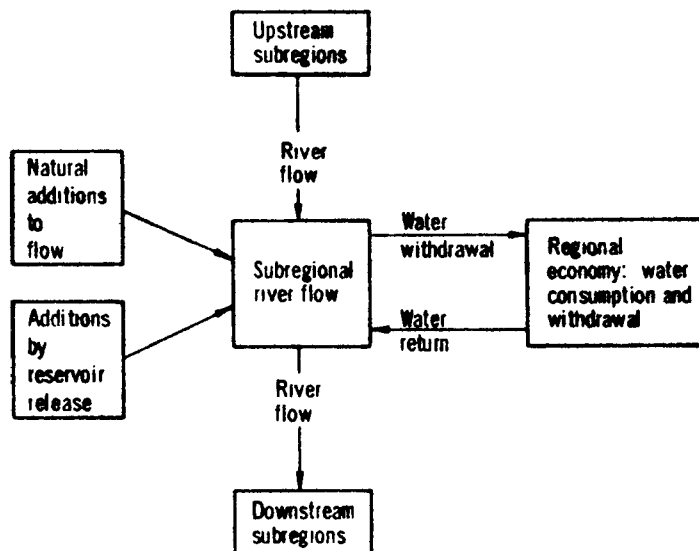 Upstream
subregions
River
flow
Natural
additions
to
flow
Water
withdrawal
Subregional
river flow
Regional
economy: water
consumption and
withdrawal
Additions
by
reservoir
release
Water
return
River
flow
Downstream
subregions